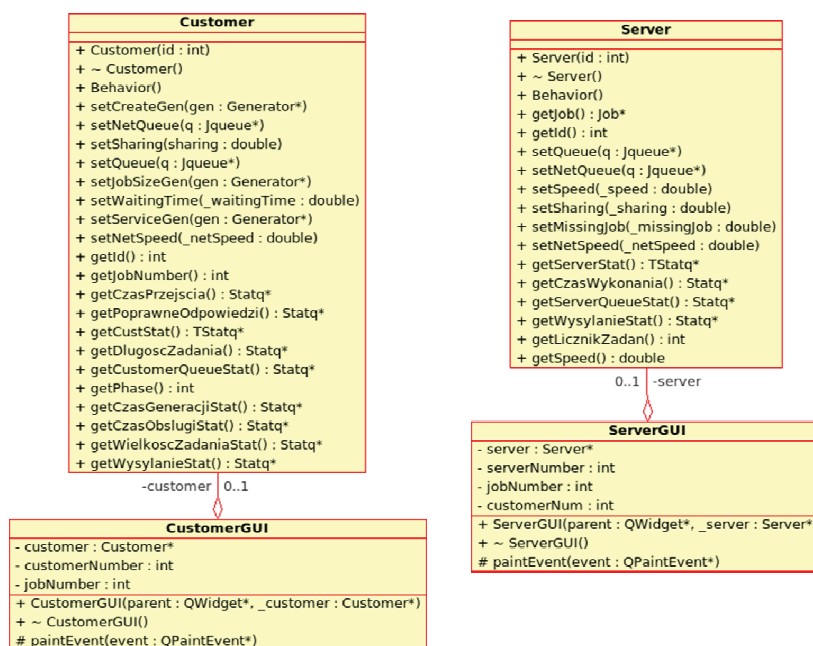 Customer
+ Customer(id : int)
+ ~ Customer()
+ Behavior()
+ setCreateGen(gen : Generator*)
+ setNetQueue(q : Jqueue*)
+ setSharing(sharing : double)
+ setQueue(q : Jqueue*)
+ setJobSizeGen(gen : Generator*)
+ setWaitingTime(_waitingTime : double)
+ setServiceGen(gen : Generator*)
+ setNetSpeed(_netSpeed : double)
+ getId() : int
+ getJobNumber() : int
+ getCzasPrzejscia() : Statq*
+ getPoprawneOdpowiedzi() : Statq*
+ getCustStat() : TStatq*
+ getDlugoscZadania() : Statq*
+ getCustomerQueueStat() : Statq*
+ getPhase() : int
+ getCzasGeneracjiStat() : Statq*
+ getCzasObslugiStat() : Statq*
+ getWielkoscZadaniaStat() : Statq*
+ getWysylanieStat() : Statq*
-customer 0..1
CustomerGUI
- customer : Customer*
- customerNumber : int
- jobNumber : int
+ CustomerGUI(parent : QWidget*, _customer : Customer*)
+ ~ CustomerGUI()
# paintEvent(event : QPaintEvent*)
Server
+ Server(id : int)
+ ~ Server()
+ Behavior()
+ getJob() : Job*
+ getId() : int
+ setQueue(q : Jqueue*)
+ setNetQueue(q : Jqueue*)
+ setSpeed(_speed : double)
+ setSharing(_sharing : double)
+ setMissingJob(_missingJob : double)
+ setNetSpeed(_netSpeed : double)
+ getServerStat() : TStatq*
+ getCzasWykonania() : Statq*
+ getServerQueueStat() : Statq*
+ getWysylanieStat() : Statq*
+ getLicznikZadan() : int
+ getSpeed() : double
0..1 -server
ServerGUI
- server : Server*
- serverNumber : int
- jobNumber : int
- customerNum : int
+ ServerGUI(parent : QWidget*, _server : Server*
+ ~ ServerGUI()
# paintEvent(event : QPaintEvent*)